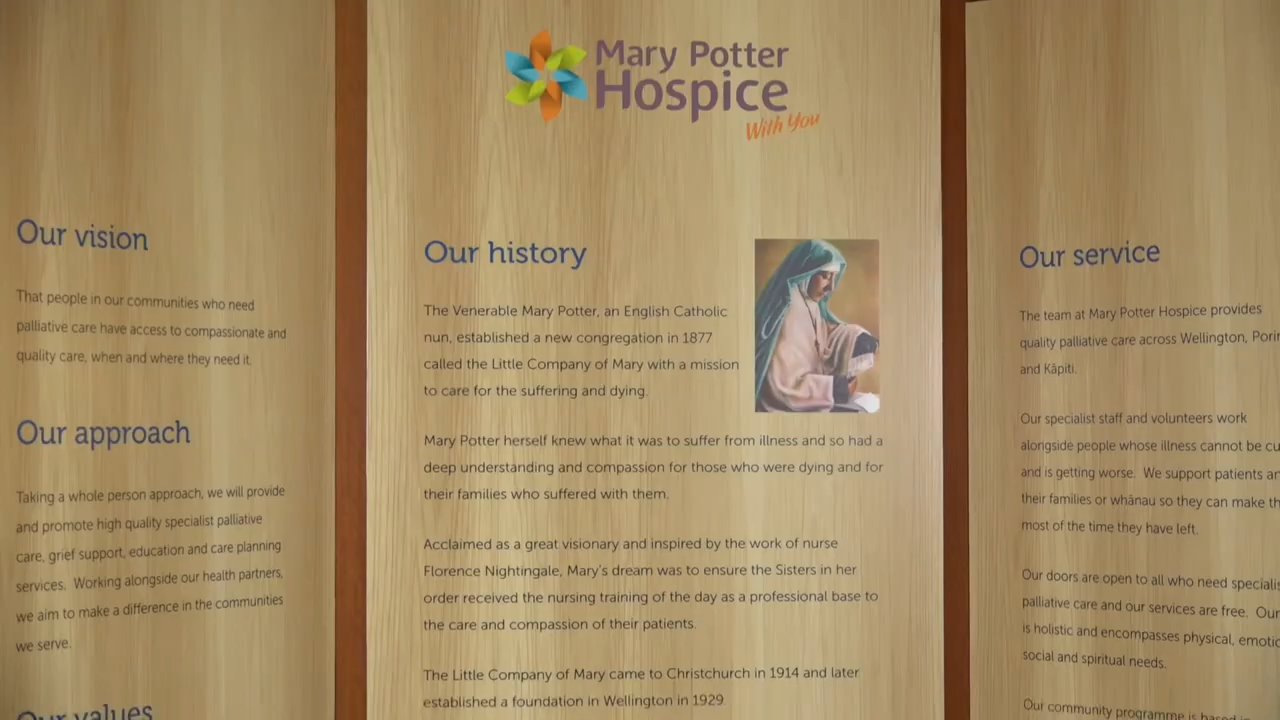 Our vision
That people in our communities who need
palliative care have access to compassionate and
quality care, when and where they need it.
Our approach
Taking a whole person approach, we will provide
and promote high quality specialist palliative
care, grief support, education and care planning
services. Working alongside our health partners,
we aim to make a difference in the communities
we serve.
Our values
Mary Potter
Hospice
With You
Our history
The Venerable Mary Potter, an English Catholic
nun, established a new congregation in 1877
called the Little Company of Mary with a mission
to care for the suffering and dying.
Mary Potter herself knew what it was to suffer from illness and so had a
deep understanding and compassion for those who were dying and for
their families who suffered with them.
Acclaimed as a great visionary and inspired by the work of nurse
Florence Nightingale, Mary's dream was to ensure the Sisters in her
order received the nursing training of the day as a professional base to
the care and compassion of their patients.
The Little Company of Mary came to Christchurch in 1914 and later
established a foundation in Wellington in 1929.
Our service
The team at Mary Potter Hospice provides
quality palliative care across Wellington,
and Kāpiti.
Our specialist staff and volunteers work
alongside people whose illness cannot be
and is getting worse. We support patients
their families or whānau so they can make
most of the time they have left.
Our doors are open to all who need
palliative care and our services are free. Our
is holistic and encompasses physical,
social and spiritual needs.
Our community programme is